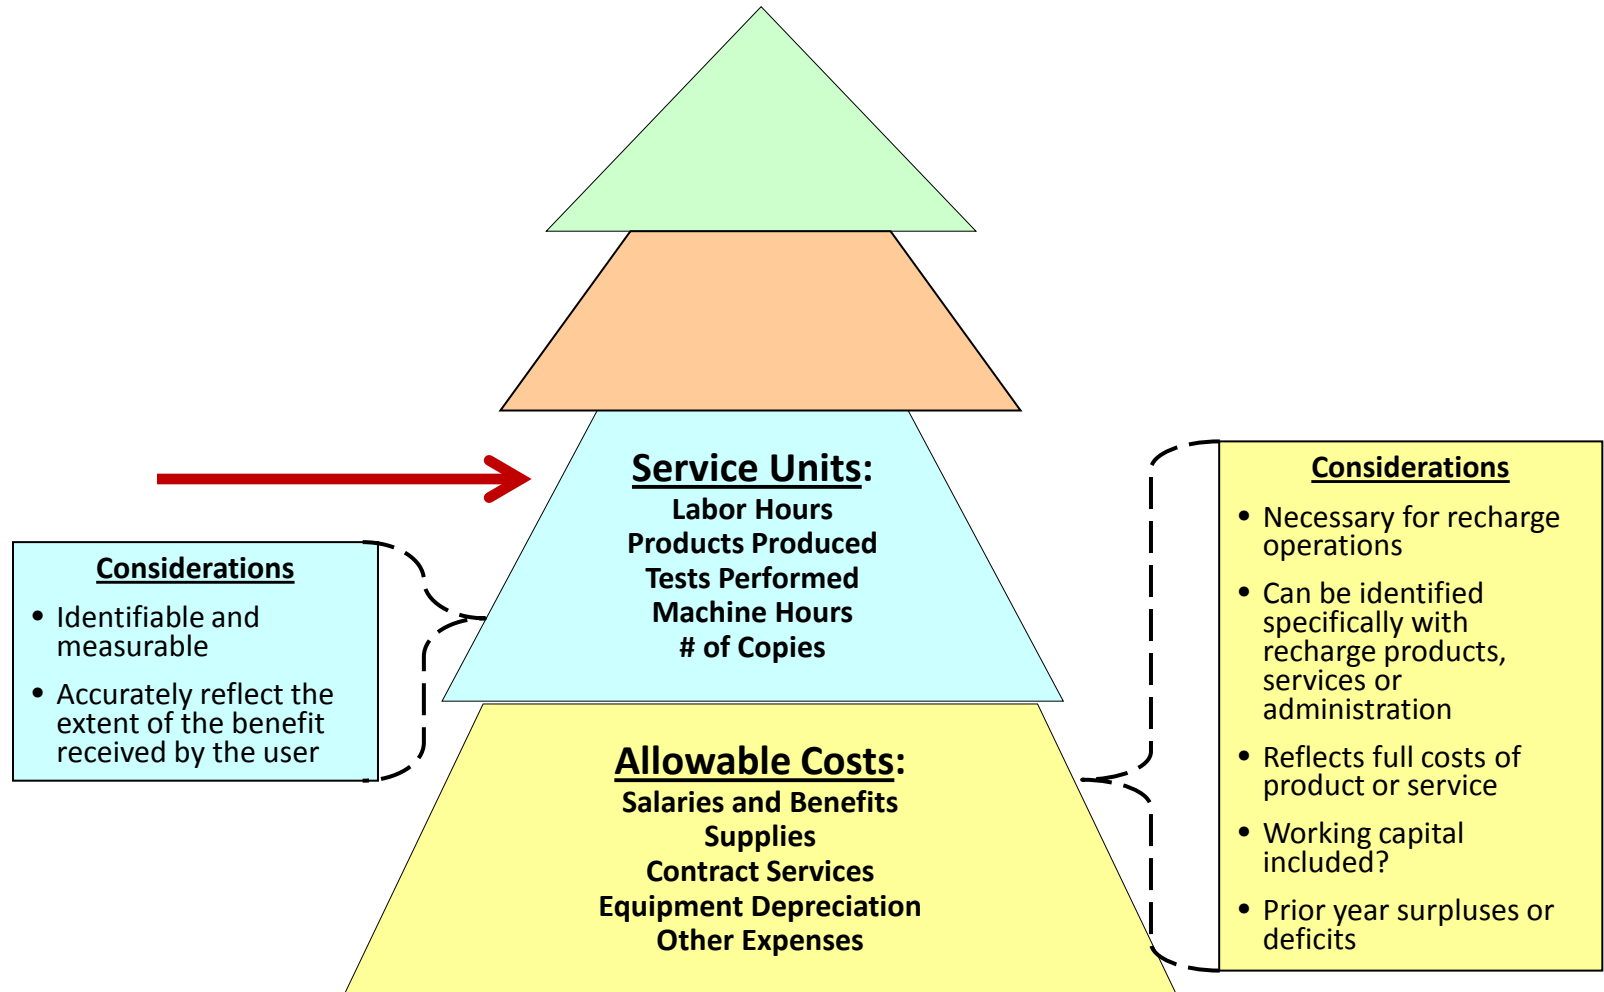 Service Units:
Labor Hours
Products Produced
Tests Performed
Machine Hours
# of Copies
Considerations
• Identifiable and
measurable
• Accurately reflect the
extent of the benefit
received by the user
Allowable Costs:
Salaries and Benefits
Supplies
Contract Services
Equipment Depreciation
Other Expenses
Considerations
• Necessary for recharge
operations
• Can be identified
specifically with
recharge products,
services or
administration
• Reflects full costs of
product or service
• Working capital
included?
• Prior year surpluses or
deficits